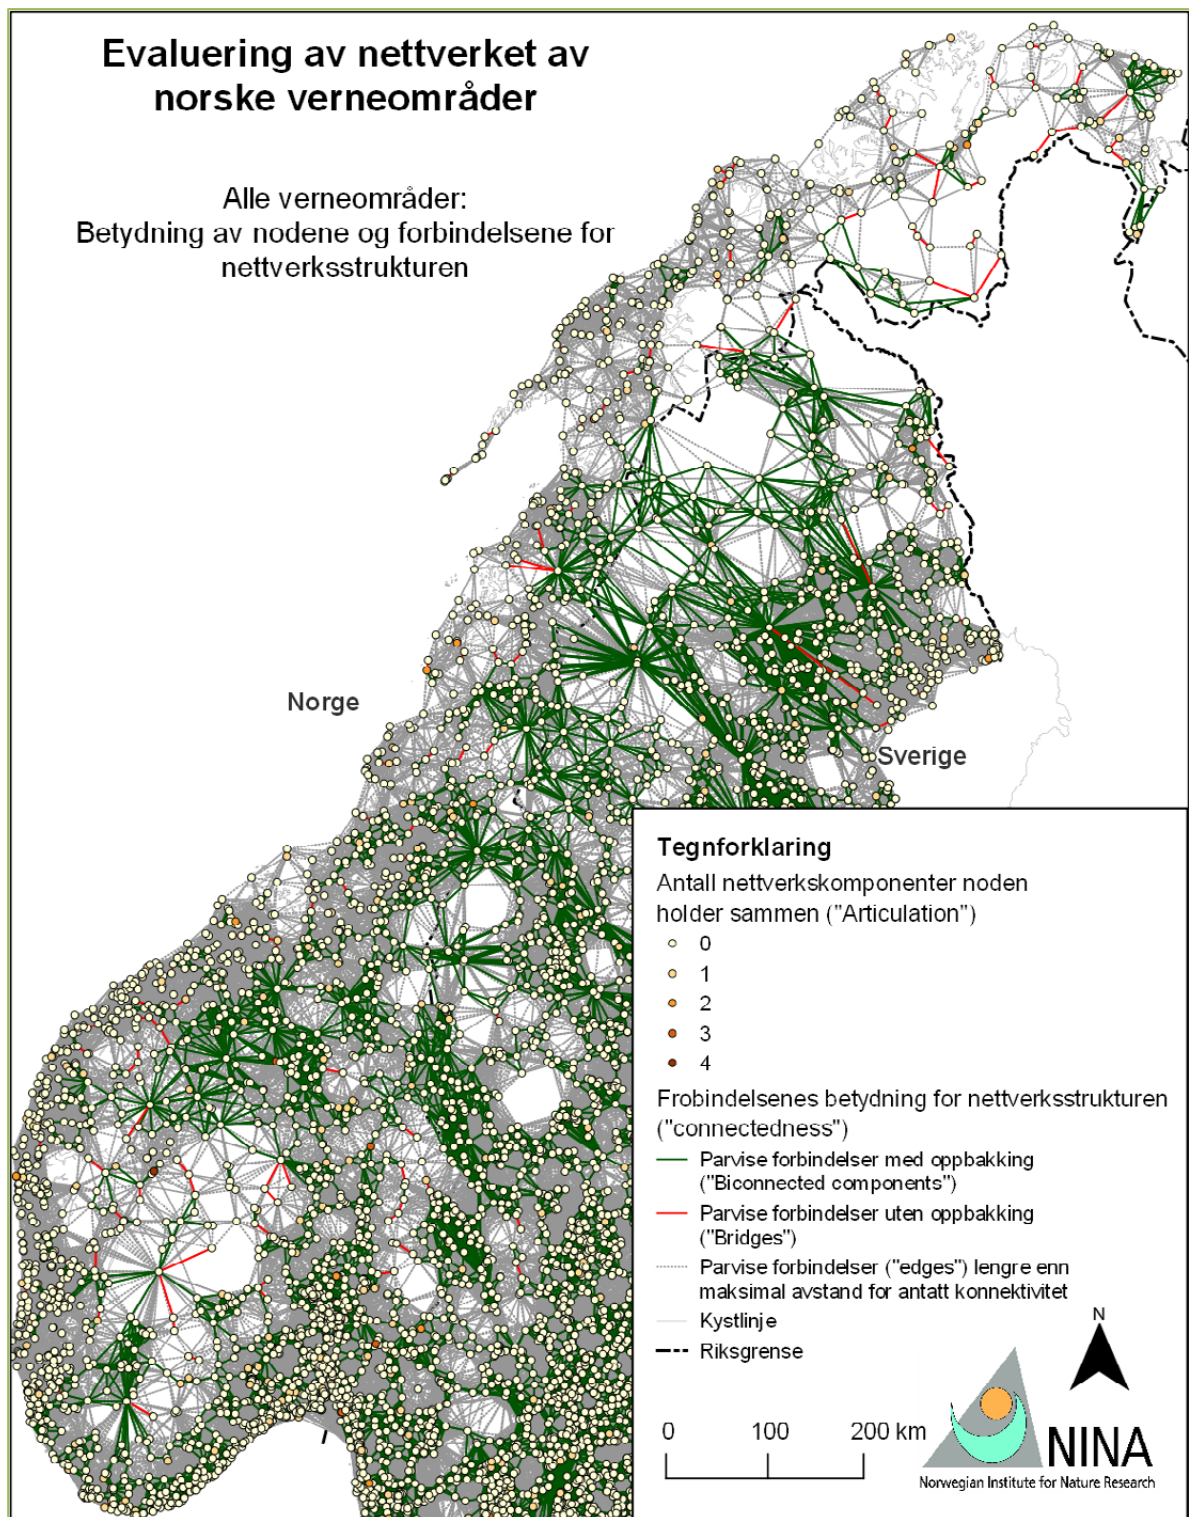 Evaluering av nettverket av
norske verneområder
Alle verneområder:
Betydning av nodene og forbindelsene for
nettverksstrukturen
Norge
Sverige
Tegnforklaring
Antall nettverkskomponenter noden
holder sammen ("Articulation")
0
1
2
3
4
Frobindelsenes betydning for nettverksstrukturen
("connectedness")
Parvise forbindelser med oppbakking
("Biconnected components")
Parvise forbindelser uten oppbakking
("Bridges")
Parvise forbindelser ("edges") lengre enn
maksimal avstand for antatt konnektivitet
Kystlinje
Riksgrense
N
0 100 200 km
NINA
Norwegian Institute for Nature Research